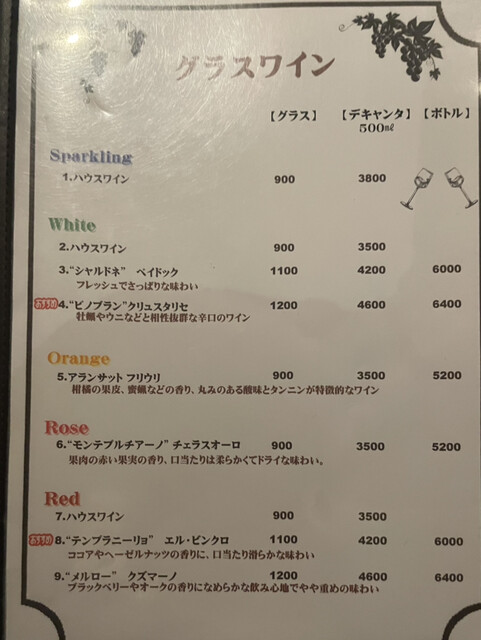 グラスワイン
【グラス】 【デキャンタ】 【ボトル】
500㎖
Sparkling
1.ハウスワイン 900 3800
White
2.ハウスワイン 900 3500
3.“シャルドネ” ペイドック 1100 4200 6000
フレッシュでさっぱりな味わい
おすすめ 4.“ピノブラン”クリュスタリセ 1200 4600 6400
牡蠣やウニなどと相性抜群な辛口のワイン
Orange
5.アランサット フリウリ 900 3500 5200
柑橘の果皮、蜜蝋などの香り、丸みのある酸味とタンニンが特徴的なワイン
Rose
6.“モンテプルチアーノ” チェラスオーロ 900 3500 5200
果肉の赤い果実の香り、口当たりは柔らかくてドライな味わい。
Red
7.ハウスワイン 900 3500
おすすめ 8.“テンプラニーリョ” エル・ビンクロ 1100 4200 6000
ココアやヘーゼルナッツの香りに、口当たり滑らかな味わい
9.“メルロー” クズマーノ 1200 4600 6400
ブラックベリーやオークの香りになめらかな飲み心地でやや重めの味わい